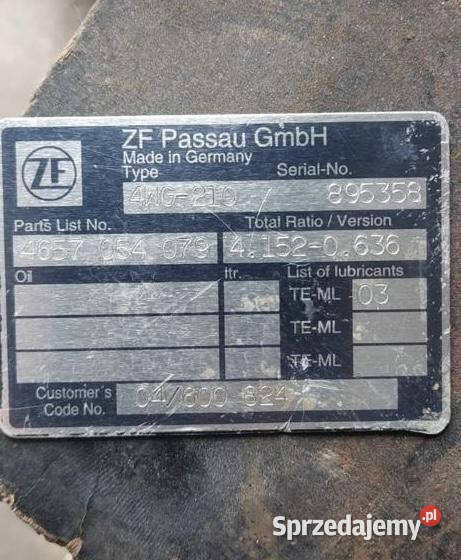 ZF Passau GmbH
Made in Germany
Type Serial-No.
ZF
4WG-210 / 895358
Parts List No. Total Ratio / Version
4657 054 079 4.152-0.636
Oil ltr. List of lubricants
TE-ML 03
TE-ML
TE-ML
Customer's
Code No. 04/600 824
Sprzedajemy.pl